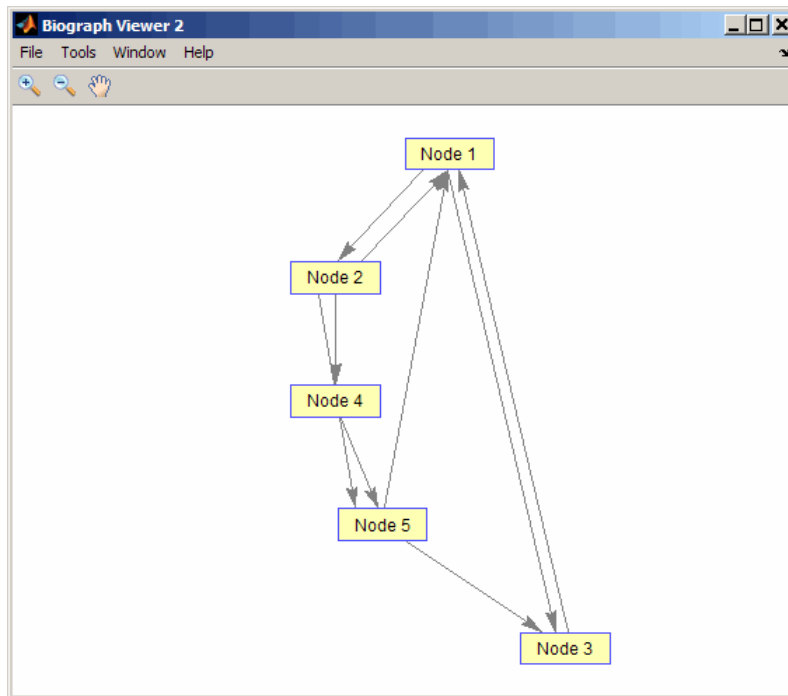 Biograph Viewer 2
File Tools Window Help
Node 1
Node 2
Node 4
Node 5
Node 3